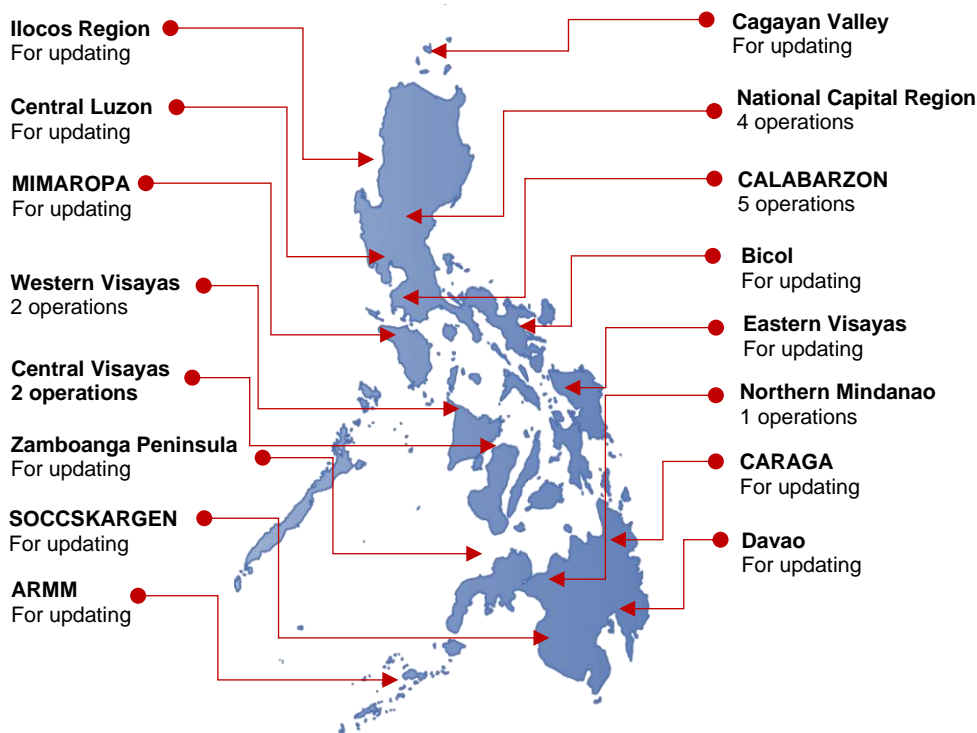 Ilocos Region
For updating
Central Luzon
For updating
MIMAROPA
For updating
Western Visayas
2 operations
Central Visayas
2 operations
Zamboanga Peninsula
For updating
SOCCSKARGEN
For updating
ARMM
For updating
Cagayan Valley
For updating
National Capital Region
4 operations
CALABARZON
5 operations
Bicol
For updating
Eastern Visayas
For updating
Northern Mindanao
1 operations
CARAGA
For updating
Davao
For updating